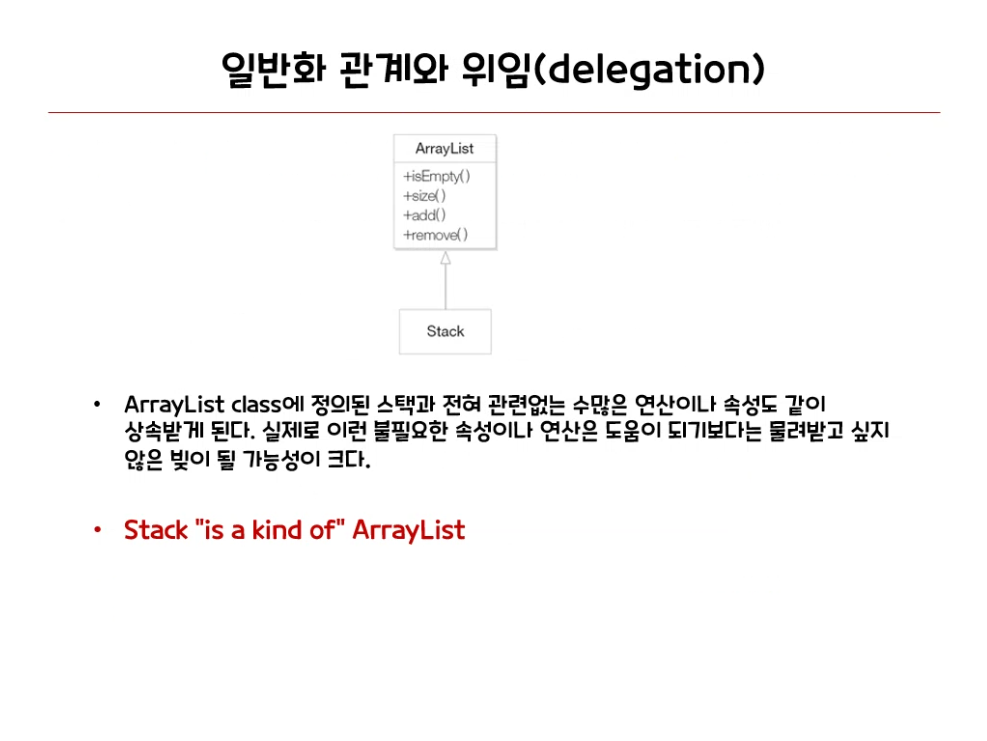 일반화 관계와 위임(delegation)
ArrayList
+isEmpty()
+size()
+add()
+remove()
Stack
• ArrayList class에 정의된 스택과 전혀 관련없는 수많은 연산이나 속성도 같이
상속받게 된다. 실제로 이런 불필요한 속성이나 연산은 도움이 되기보다는 물려받고 싶지
않은 빚이 될 가능성이 크다.
• Stack "is a kind of" ArrayList